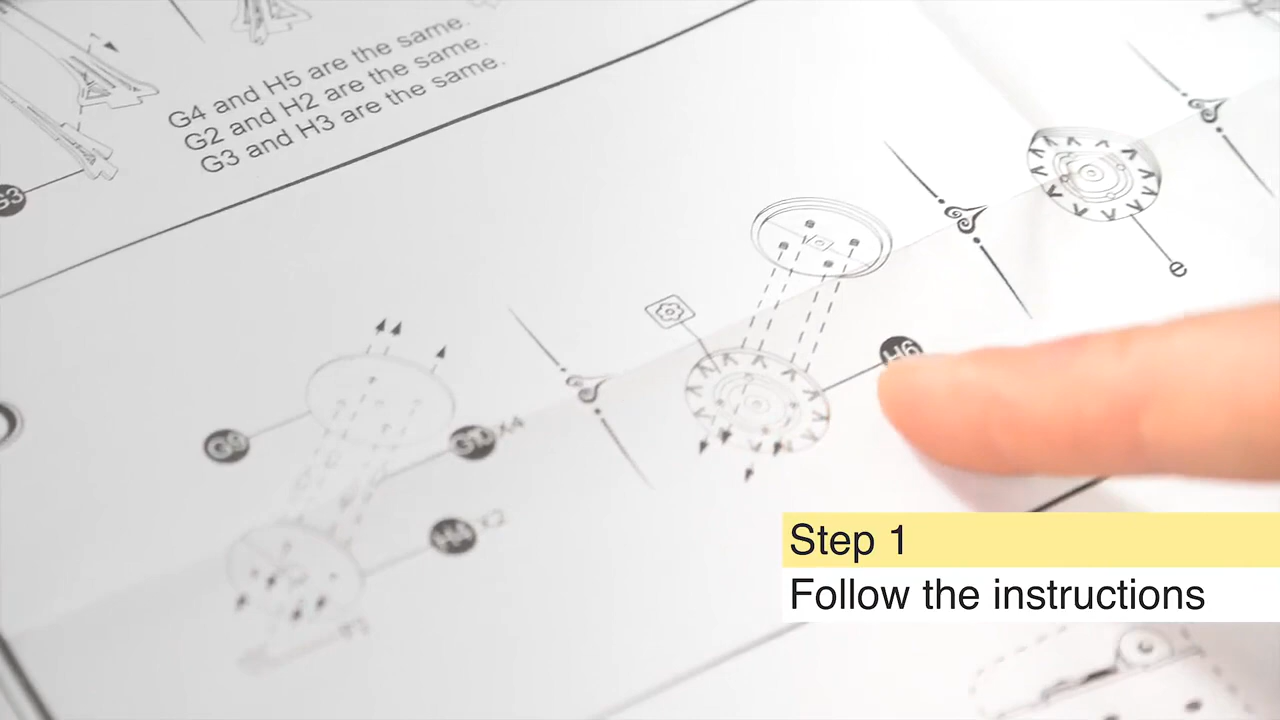 G4 and H5 are the same.
G2 and H2 are the same.
G3 and H3 are the same.
G3
e
H6
G9
G10 X4
H4 X2
Step 1
Follow the instructions